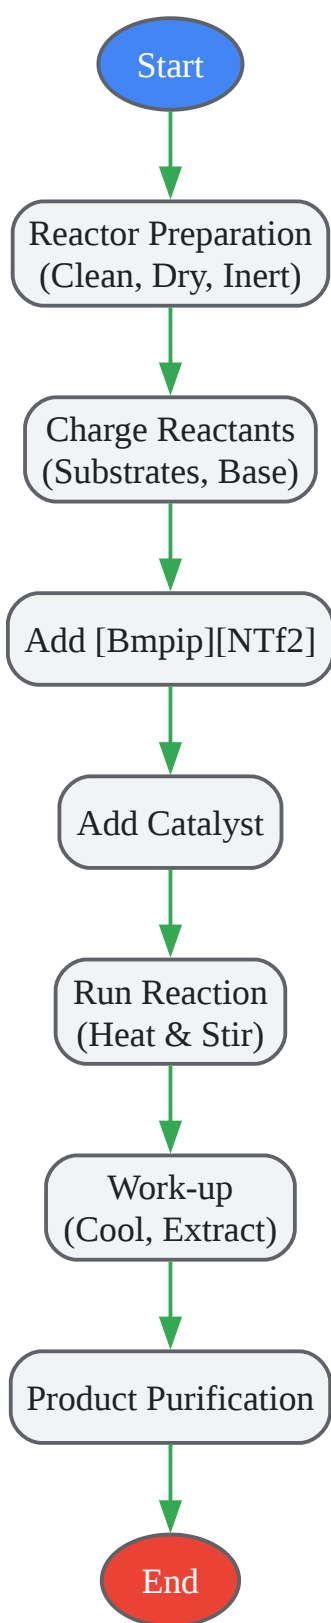 Start
Reactor Preparation
(Clean, Dry, Inert)
Charge Reactants
(Substrates, Base)
Add [Bmpip][NTf2]
Add Catalyst
Run Reaction
(Heat & Stir)
Work-up
(Cool, Extract)
Product Purification
End